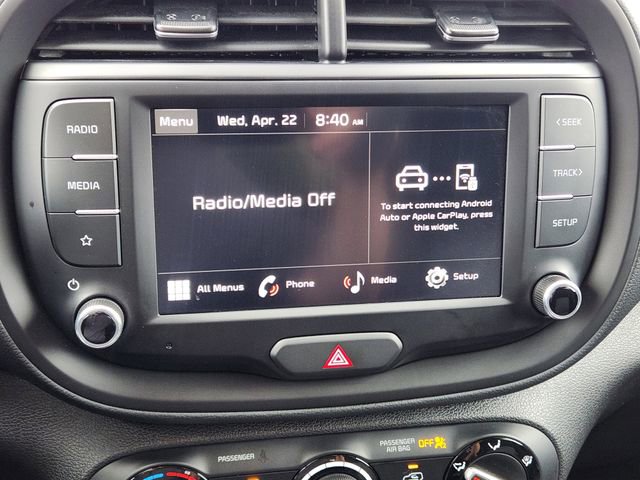 RADIO
MEDIA
Menu
Wed, Apr. 22
8:40 AM
Radio/Media Off
To start connecting Android
Auto or Apple CarPlay, press
this widget.
All Menus
Phone
Media
Setup
< SEEK
TRACK >
SETUP
PASSENGER
PASSENGER
AIR BAG
OFF